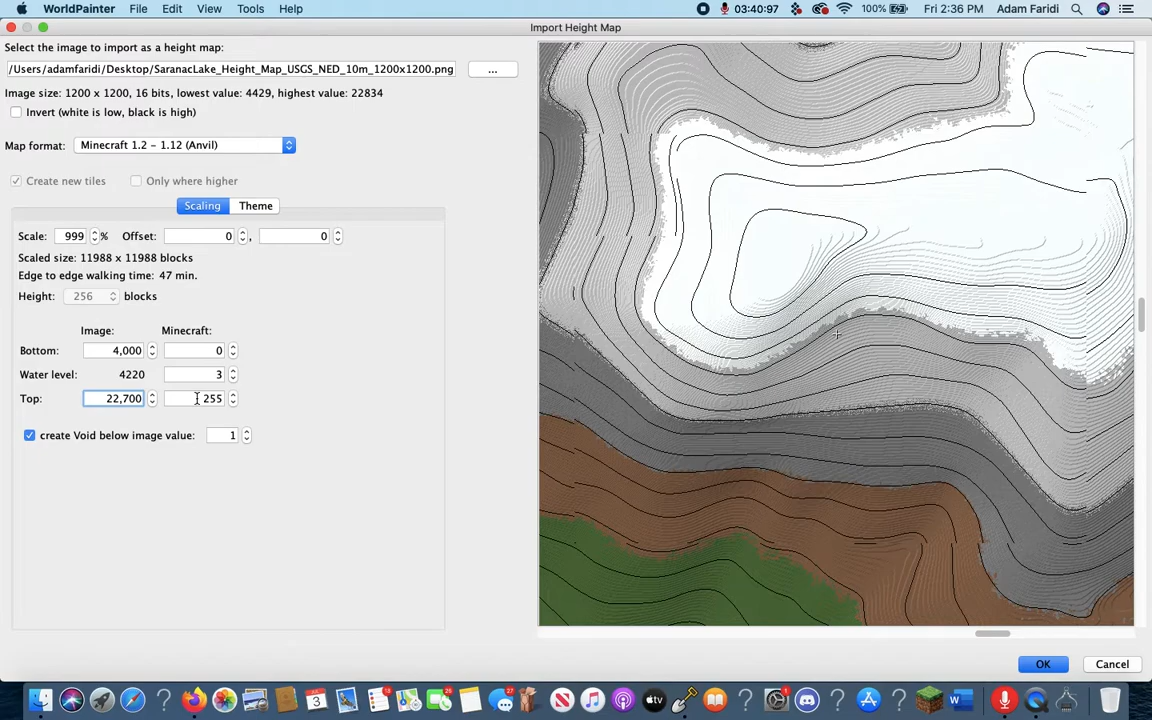 WorldPainter File Edit View Tools Help 03:40:97 100% Fri 2:36 PM Adam Faridi
Import Height Map
Select the image to import as a height map:
/Users/adamfaridi/Desktop/SaranacLake_Height_Map_USGS_NED_10m_1200x1200.png ...
Image size: 1200 x 1200, 16 bits, lowest value: 4429, highest value: 22834
Invert (white is low, black is high)
Map format: Minecraft 1.2 – 1.12 (Anvil)
Create new tiles Only where higher
Scaling Theme
Scale: 999 % Offset: 0 , 0
Scaled size: 11988 x 11988 blocks
Edge to edge walking time: 47 min.
Height: 256 blocks
Image: Minecraft:
Bottom: 4,000 0
Water level: 4220 3
Top: 22,700 255
create Void below image value: 1
OK Cancel